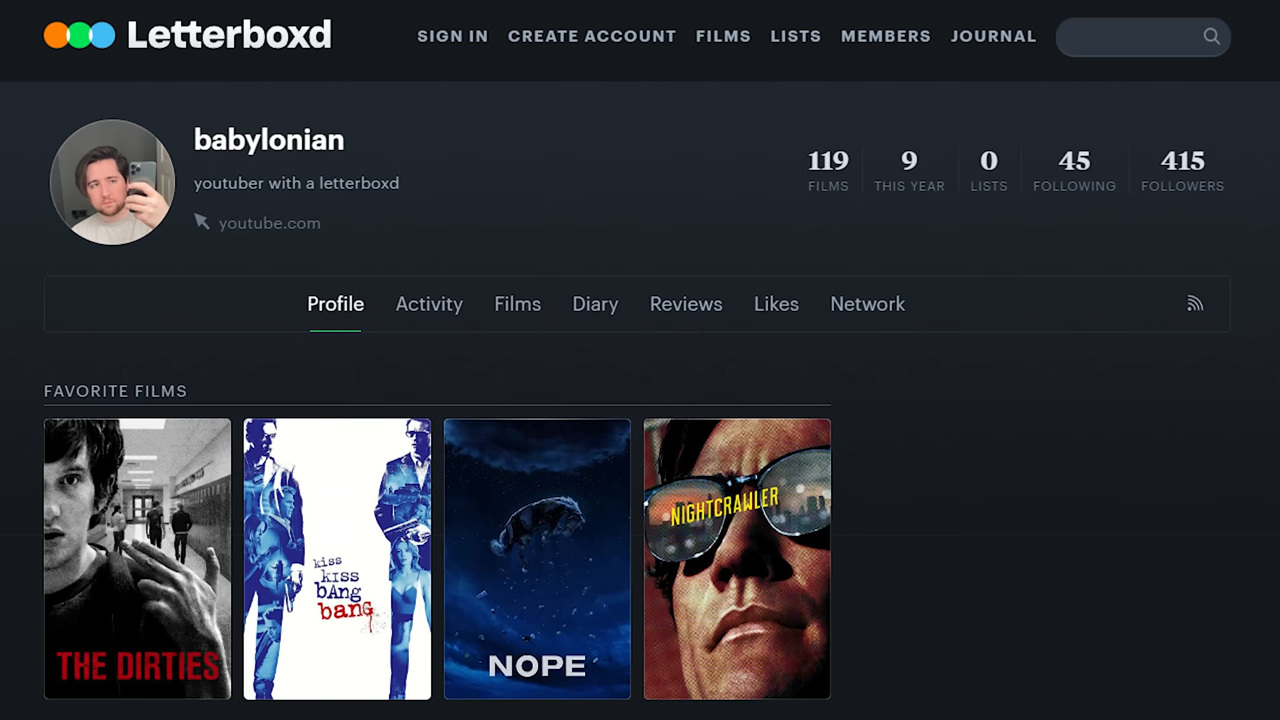 Letterboxd
SIGN IN CREATE ACCOUNT FILMS LISTS MEMBERS JOURNAL
babylonian
youtuber with a letterboxd
youtube.com
119 9 0 45 415
FILMS THIS YEAR LISTS FOLLOWING FOLLOWERS
Profile Activity Films Diary Reviews Likes Network
FAVORITE FILMS
THE DIRTIES
kiss
kiss
bAng
banG
NOPE
NIGHTCRAWLER